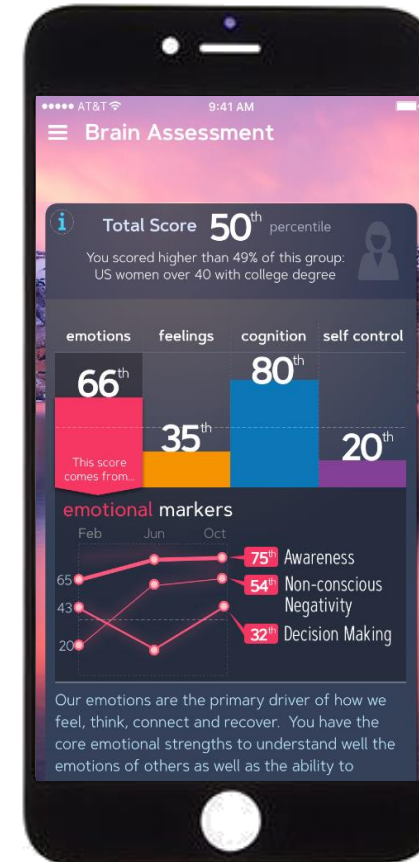 AT&T 9:41 AM
Brain Assessment
i
Total Score 50th percentile
You scored higher than 49% of this group:
US women over 40 with college degree
emotions feelings cognition self control
66th 35th 80th 20th
This score
comes from...
emotional markers
Feb Jun Oct
65
43
20
75th Awareness
54th Non-conscious
Negativity
32th Decision Making
Our emotions are the primary driver of how we
feel, think, connect and recover. You have the
core emotional strengths to understand well the
emotions of others as well as the ability to